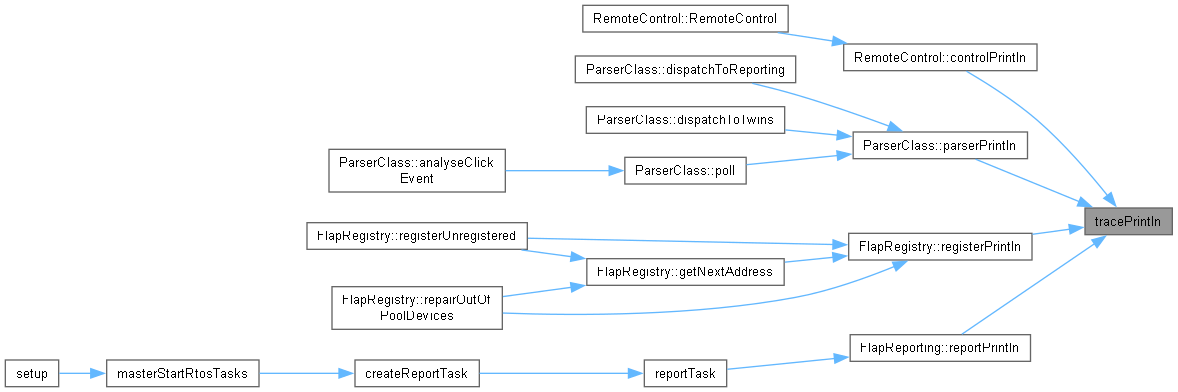 RemoteControl::RemoteControl
RemoteControl::controlPrintln
ParserClass::dispatchToReporting
ParserClass::dispatchToTwins
ParserClass::parserPrintln
ParserClass::analyseClick
Event
ParserClass::poll
tracePrintln
FlapRegistry::registerUnregistered
FlapRegistry::registerPrintln
FlapRegistry::getNextAddress
FlapRegistry::repairOutOf
PoolDevices
FlapReporting::reportPrintln
setup
masterStartRtosTasks
createReportTask
reportTask